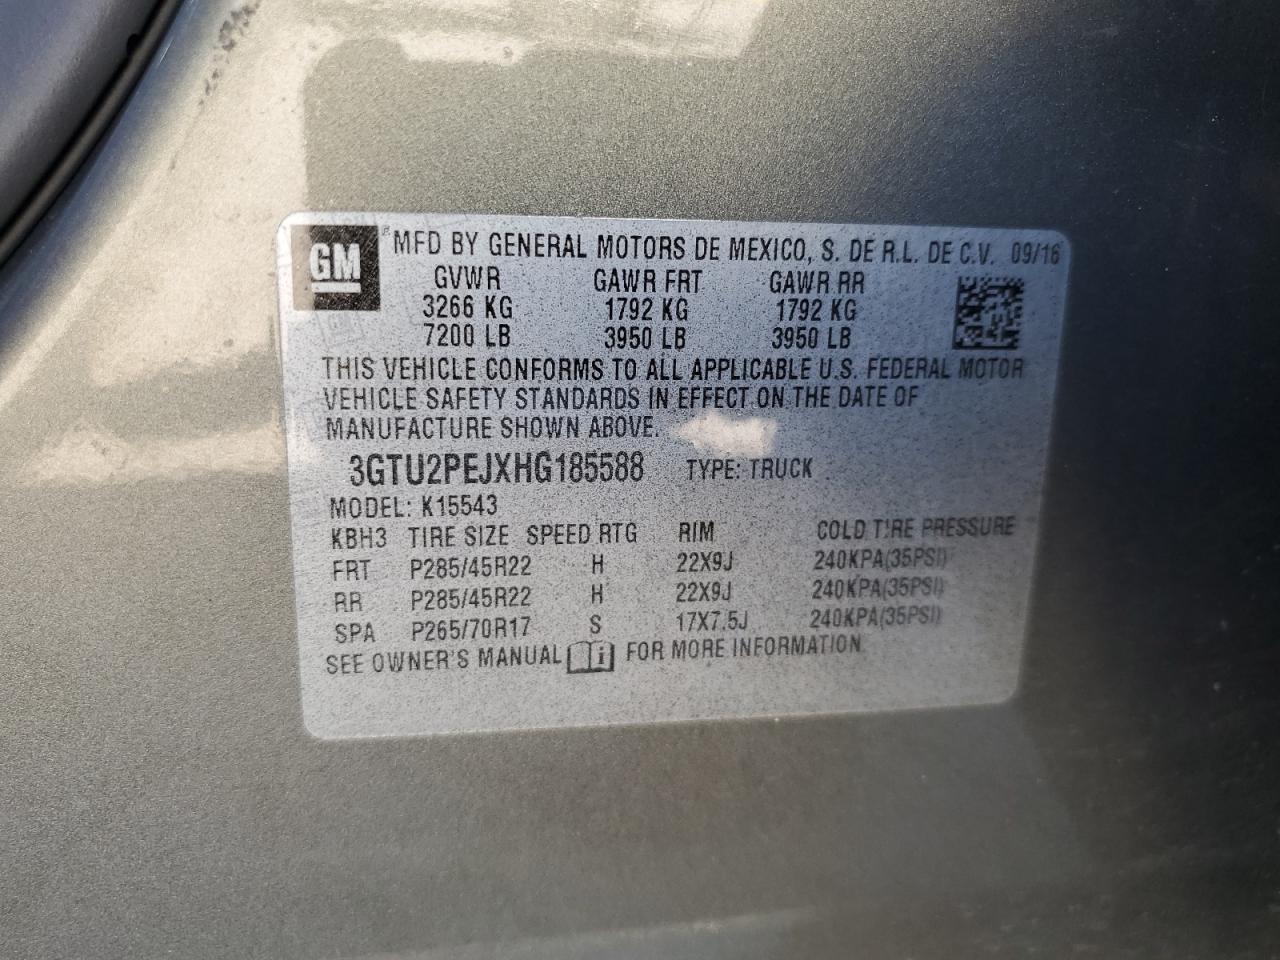 GM
® MFD BY GENERAL MOTORS DE MEXICO, S. DE R.L. DE C.V. 09/16
GVWR GAWR FRT GAWR RR
3266 KG 1792 KG 1792 KG
7200 LB 3950 LB 3950 LB
THIS VEHICLE CONFORMS TO ALL APPLICABLE U.S. FEDERAL MOTOR
VEHICLE SAFETY STANDARDS IN EFFECT ON THE DATE OF
MANUFACTURE SHOWN ABOVE.
3GTU2PEJXHG185588 TYPE: TRUCK
MODEL: K15543
KBH3 TIRE SIZE SPEED RTG RIM COLD TIRE PRESSURE
FRT P285/45R22 H 22X9J 240KPA(35PSI)
RR P285/45R22 H 22X9J 240KPA(35PSI)
SPA P265/70R17 S 17X7.5J 240KPA(35PSI)
SEE OWNER'S MANUAL i FOR MORE INFORMATION